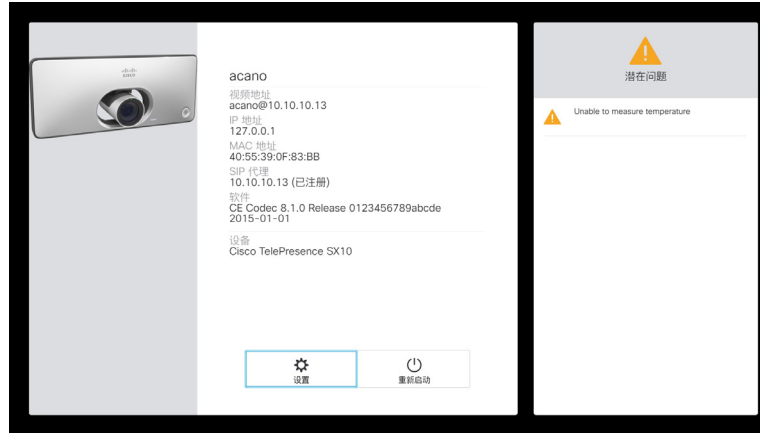 CISCO
acano
视频地址
acano@10.10.10.13
IP 地址
127.0.0.1
MAC 地址
40:55:39:0F:83:BB
SIP 代理
10.10.10.13 (已注册)
软件
CE Codec 8.1.0 Release 0123456789abcde
2015-01-01
设备
Cisco TelePresence SX10
设置
重新启动
潜在问题
Unable to measure temperature